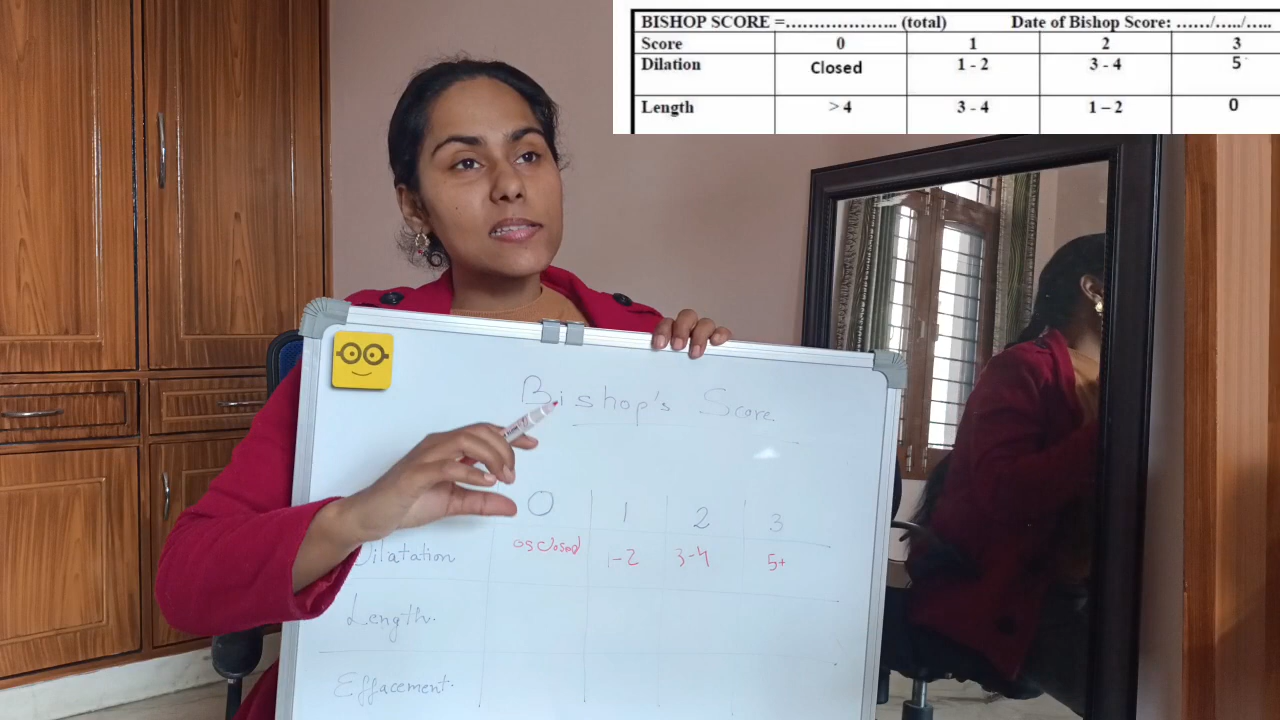 BISHOP SCORE =.................... (total) Date of Bishop Score: ....../...../.....
Score 0 1 2 3
Dilation Closed 1 - 2 3 - 4 5
Length > 4 3 - 4 1 – 2 0
Bishop's Score
0 1 2 3
Dilatation os closed 1-2 3-4 5+
Length.
Effacement.